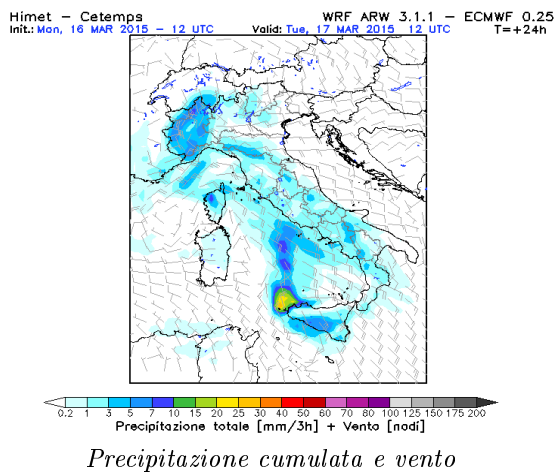 Himet − Cetemps WRF ARW 3.1.1 − ECMWF 0.25
Init.: Mon, 16 MAR 2015 − 12 UTC Valid: Tue, 17 MAR 2015 12 UTC T=+24h
0.2 1 3 5 7 10 15 20 25 30 40 50 60 70 80 100 125 150 175 200
Precipitazione totale [mm/3h] + Vento [nodi]
Precipitazione cumulata e vento